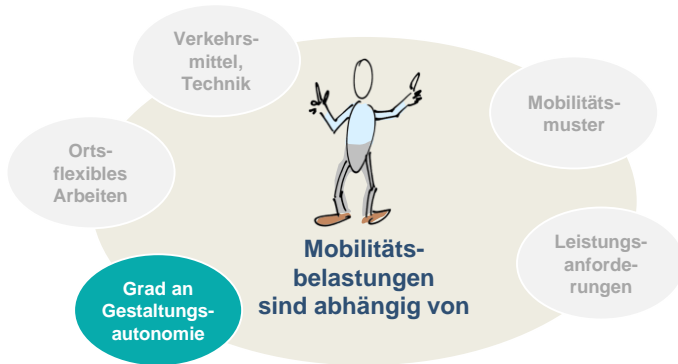 Verkehrs-
mittel,
Technik
Mobilitäts-
muster
Orts-
flexibles
Arbeiten
Mobilitäts-
belastungen
sind abhängig von
Leistungs-
anforde-
rungen
Grad an
Gestaltungs-
autonomie